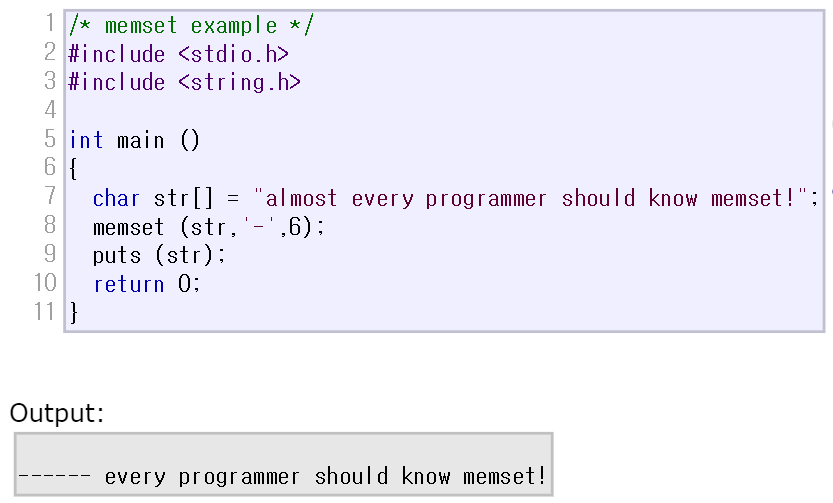 1 /* memset example */
2 #include <stdio.h>
3 #include <string.h>
4
5 int main ()
6 {
7   char str[] = "almost every programmer should know memset!";
8   memset (str,'-',6);
9   puts (str);
10   return 0;
11 }
Output:
------ every programmer should know memset!